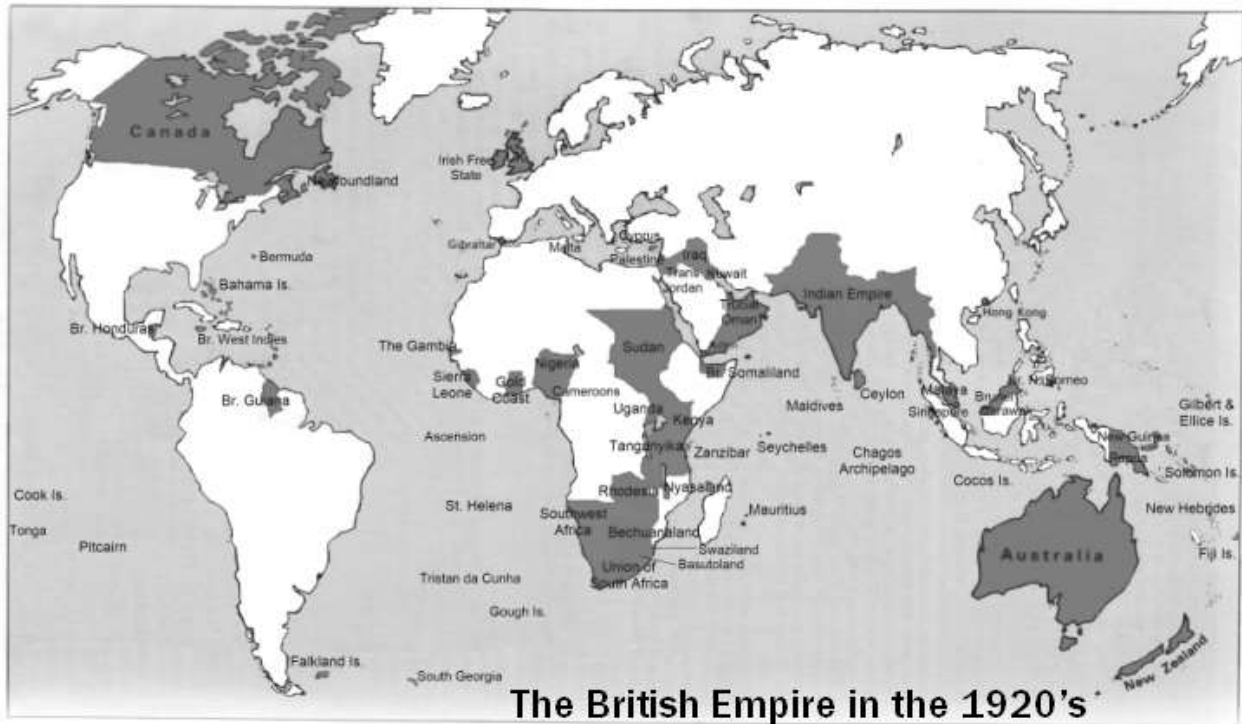 Canada
Newfoundland
Irish Free
State
Gibraltar
Malta
Cyprus
Palestine
Iraq
Trans
Jordan
Kuwait
Trucial
Oman
Indian Empire
Hong Kong
Bermuda
Bahama Is.
Br. Honduras
Br. West Indies
Br. Guiana
The Gambia
Sierra
Leone
Gold
Coast
Nigeria
Cameroons
Sudan
Br. Somaliland
Uganda
Kenya
Tanganyika
Zanzibar
Seychelles
Maldives
Ceylon
Malaya
Singapore
Brunei
Sarawak
Br. N. Borneo
New Guinea
Papua
Gilbert &
Ellice Is.
Solomon Is.
Ascension
Chagos
Archipelago
Cocos Is.
Rhodesia
Nyasaland
St. Helena
Southwest
Africa
Bechuanaland
Mauritius
Swaziland
Basutoland
Union of
South Africa
Cook Is.
Tonga
Pitcairn
New Hebrides
Fiji Is.
Australia
Tristan da Cunha
Gough Is.
Falkland Is.
South Georgia
New Zealand
The British Empire in the 1920's